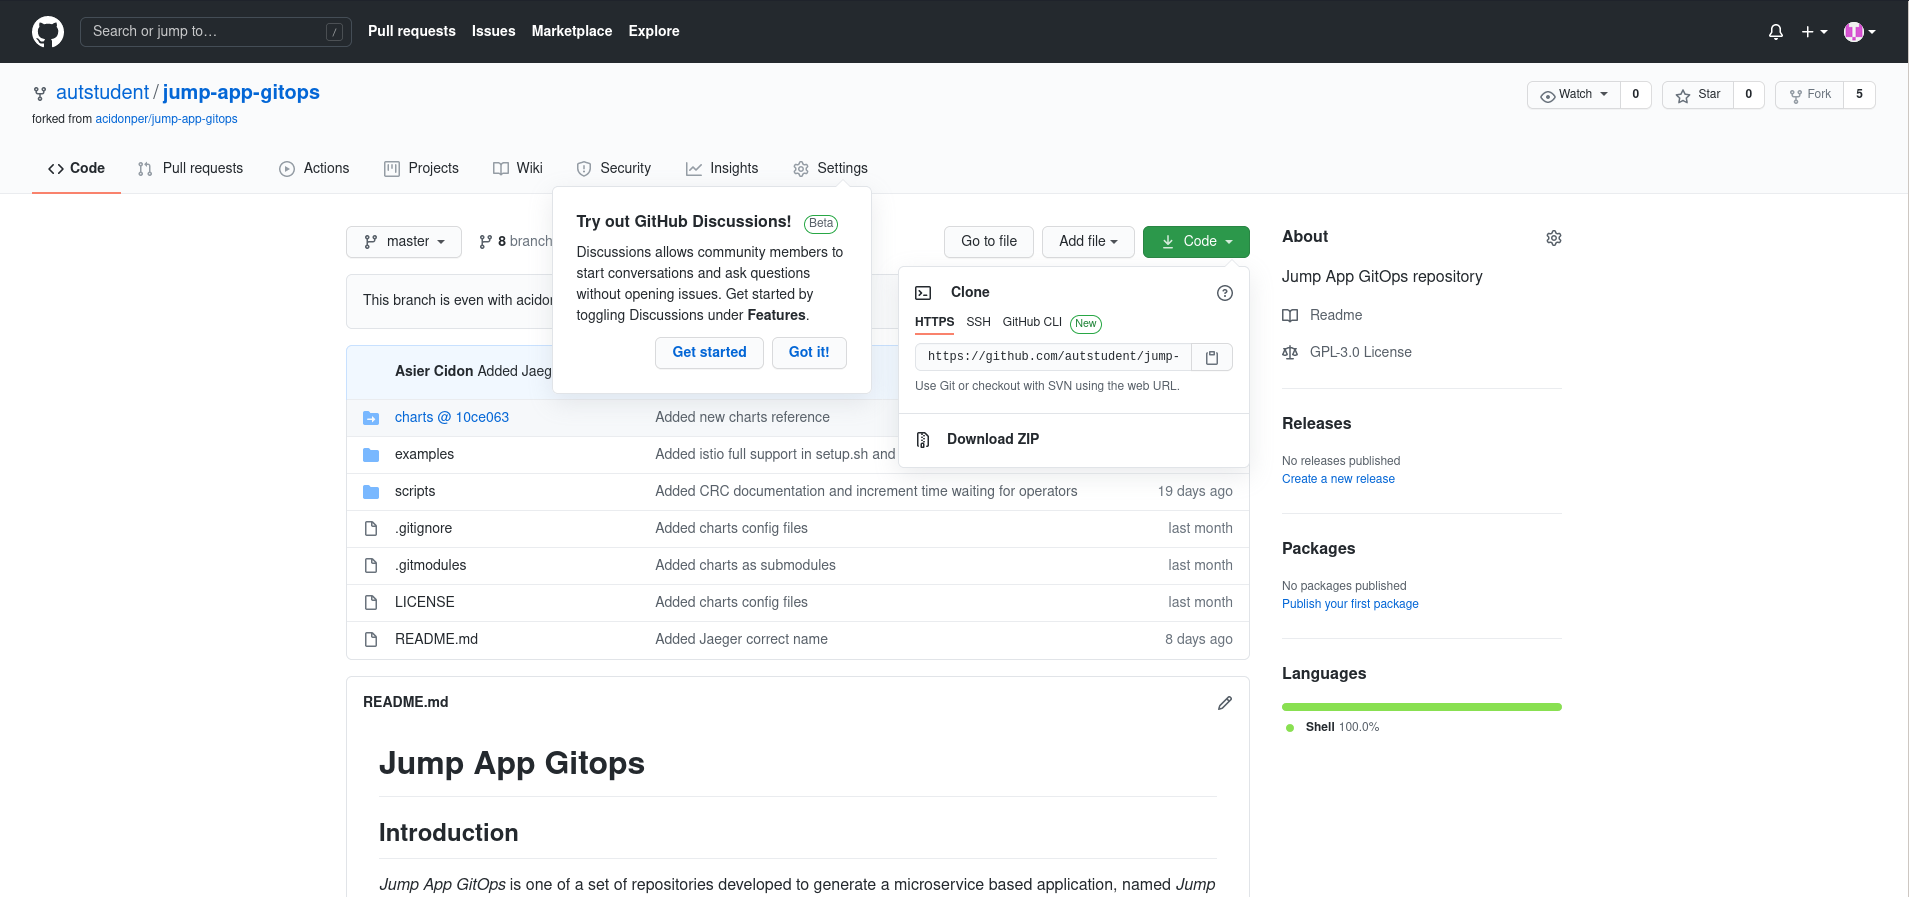 Search or jump to…
/
Pull requests Issues Marketplace Explore
autstudent / jump-app-gitops
forked from acidonper/jump-app-gitops
Watch 0 Star 0 Fork 5
Code Pull requests Actions Projects Wiki Security Insights Settings
master 8 branch
Try out GitHub Discussions! Beta
Discussions allows community members to
start conversations and ask questions
without opening issues. Get started by
toggling Discussions under Features.
Get started Got it!
Go to file Add file Code
Clone
HTTPS SSH GitHub CLI New
https://github.com/autstudent/jump-
Use Git or checkout with SVN using the web URL.
Download ZIP
This branch is even with
Asier Cidon Added
charts @ 10ce063 Added new charts reference
examples Added istio full support in setup.sh and
scripts Added CRC documentation and increment time waiting for operators 19 days ago
.gitignore Added charts config files last month
.gitmodules Added charts as submodules last month
LICENSE Added charts config files last month
README.md Added Jaeger correct name 8 days ago
README.md
Jump App Gitops
Introduction
Jump App GitOps is one of a set of repositories developed to generate a microservice based application, named Jump
About
Jump App GitOps repository
Readme
GPL-3.0 License
Releases
No releases published
Create a new release
Packages
No packages published
Publish your first package
Languages
Shell 100.0%